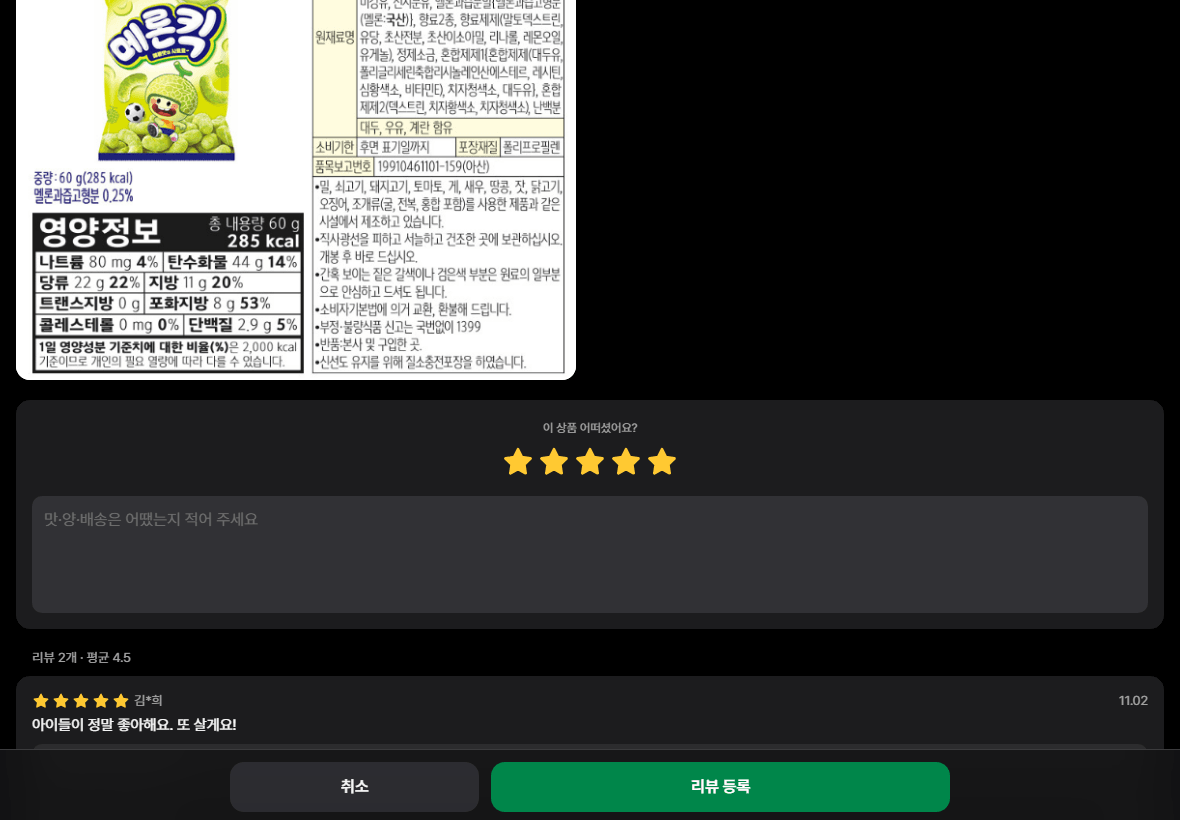 메론킥
중량:60 g(285 kcal)
멜론과즙고형분 0.25%
영양정보 총 내용량 60 g
285 kcal
나트륨 80 mg 4% 탄수화물 44 g 14%
당류 22 g 22% 지방 11 g 20%
트랜스지방 0 g 포화지방 8 g 53%
콜레스테롤 0 mg 0% 단백질 2.9 g 5%
1일 영양성분 기준치에 대한 비율(%)은 2,000 kcal
기준이므로 개인의 필요 열량에 따라 다를 수 있습니다.
원재료명
(멜론:국산)}, 향료2종, 향료제제(말토덱스트린,
유당, 초산전분, 초산이소아밀, 리나롤, 레몬오일,
유게놀), 정제소금, 혼합제제1{혼합제제(대두유,
폴리글리세린축합리시놀레인산에스테르, 레시틴,
심황색소, 비타민E), 치자청색소, 대두유}, 혼합
제제2(덱스트린, 치자황색소, 치자청색소), 난백분
대두, 우유, 계란 함유
소비기한 후면 표기일까지 포장재질 폴리프로필렌
품목보고번호 19910461101-159(아산)
•밀, 쇠고기, 돼지고기, 토마토, 게, 새우, 땅콩, 잣, 닭고기,
오징어, 조개류(굴, 전복, 홍합 포함)를 사용한 제품과 같은
시설에서 제조하고 있습니다.
•직사광선을 피하고 서늘하고 건조한 곳에 보관하십시오.
개봉 후 바로 드십시오.
•간혹 보이는 짙은 갈색이나 검은색 부분은 원료의 일부분
으로 안심하고 드셔도 됩니다.
•소비자기본법에 의거 교환, 환불해 드립니다.
•부정·불량식품 신고는 국번없이 1399
•반품·본사 및 구입한 곳.
•신선도 유지를 위해 질소충전포장을 하였습니다.
이 상품 어떠셨어요?
맛·양·배송은 어땠는지 적어 주세요
리뷰 2개 · 평균 4.5
김*희 11.02
아이들이 정말 좋아해요. 또 살게요!
취소 리뷰 등록